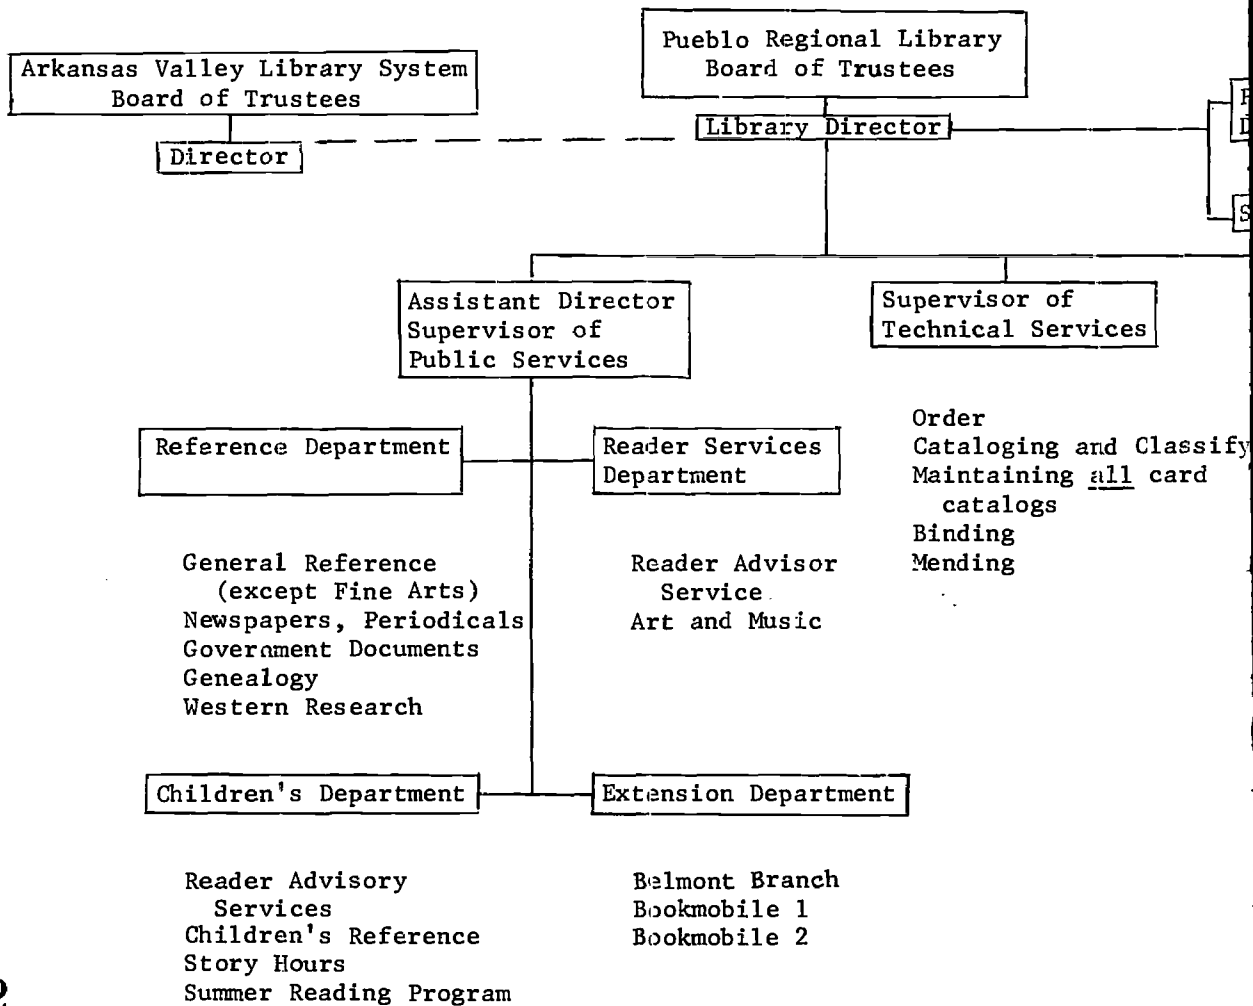 Pueblo Regional Library
Board of Trustees
Arkansas Valley Library System
Board of Trustees
Library Director
Director
Assistant Director
Supervisor of
Public Services
Supervisor of
Technical Services
Order
Cataloging and Classify
Maintaining all card
catalogs
Binding
Mending
Reference Department
Reader Services
Department
General Reference
(except Fine Arts)
Newspapers, Periodicals
Government Documents
Genealogy
Western Research
Reader Advisor
Service
Art and Music
Children's Department
Extension Department
Reader Advisory
Services
Children's Reference
Story Hours
Summer Reading Program
Belmont Branch
Bookmobile 1
Bookmobile 2